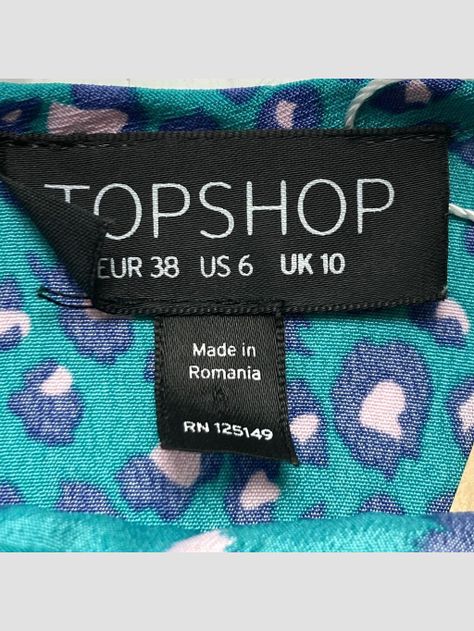 TOPSHOP
EUR 38 US 6 UK 10
Made in
Romania
RN 125149